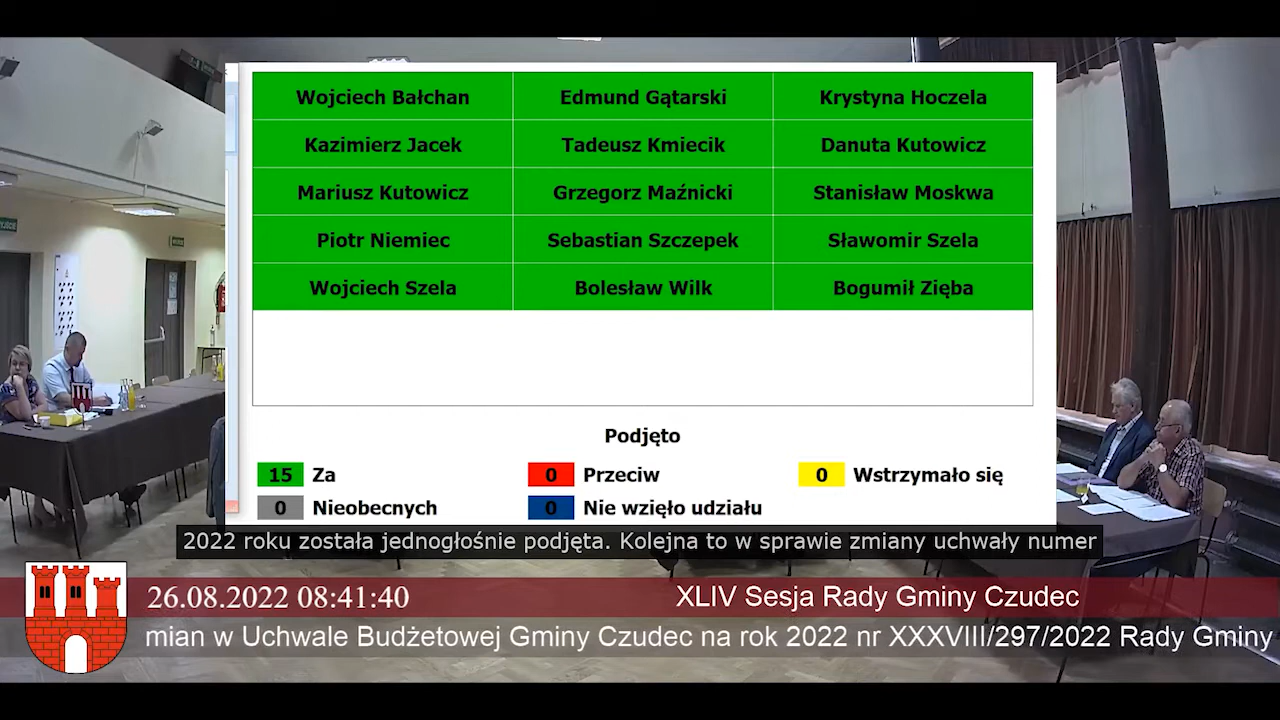 Wojciech Bałchan Edmund Gątarski Krystyna Hoczela
Kazimierz Jacek Tadeusz Kmiecik Danuta Kutowicz
Mariusz Kutowicz Grzegorz Maźnicki Stanisław Moskwa
Piotr Niemiec Sebastian Szczepek Sławomir Szela
Wojciech Szela Bolesław Wilk Bogumił Zięba
Podjęto
15 Za 0 Przeciw 0 Wstrzymało się
0 Nieobecnych 0 Nie wzięło udziału
2022 roku została jednogłośnie podjęta. Kolejna to w sprawie zmiany uchwały numer
26.08.2022 08:41:40 XLIV Sesja Rady Gminy Czudec
mian w Uchwale Budżetowej Gminy Czudec na rok 2022 nr XXXVIII/297/2022 Rady Gminy